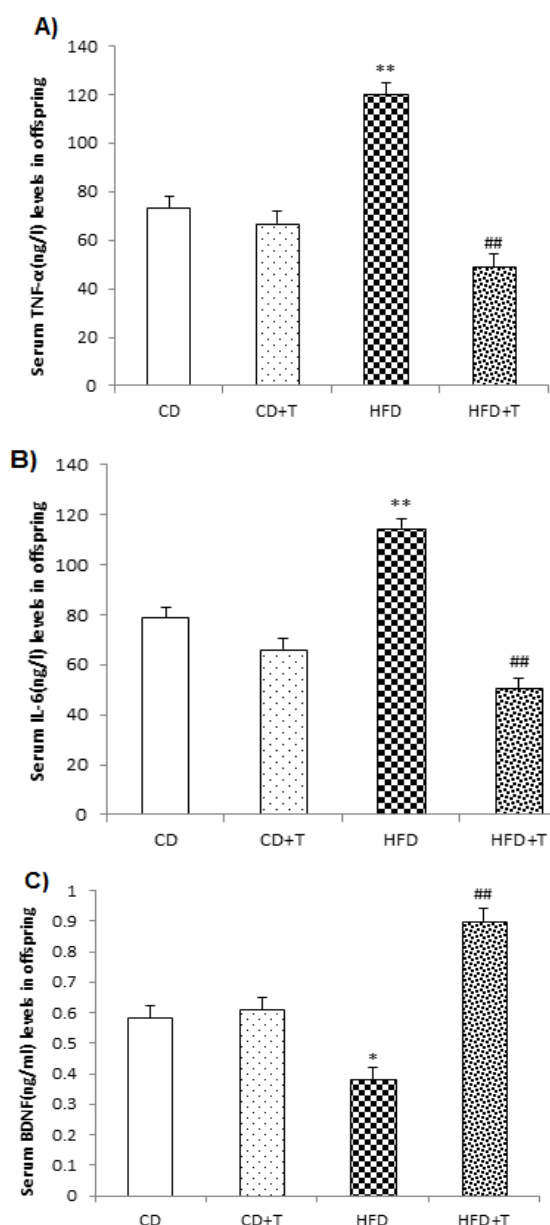 A)
Serum TNF-α(ng/l) levels in offspring
140
120
100
80
60
40
20
0
**
##
CD
CD+T
HFD
HFD+T
B)
Serum IL-6(ng/l) levels in offspring
140
120
100
80
60
40
20
0
**
##
CD
CD+T
HFD
HFD+T
C)
Serum BDNF(ng/ml) levels in offspring
1
0.9
0.8
0.7
0.6
0.5
0.4
0.3
0.2
0.1
0
*
##
CD
CD+T
HFD
HFD+T